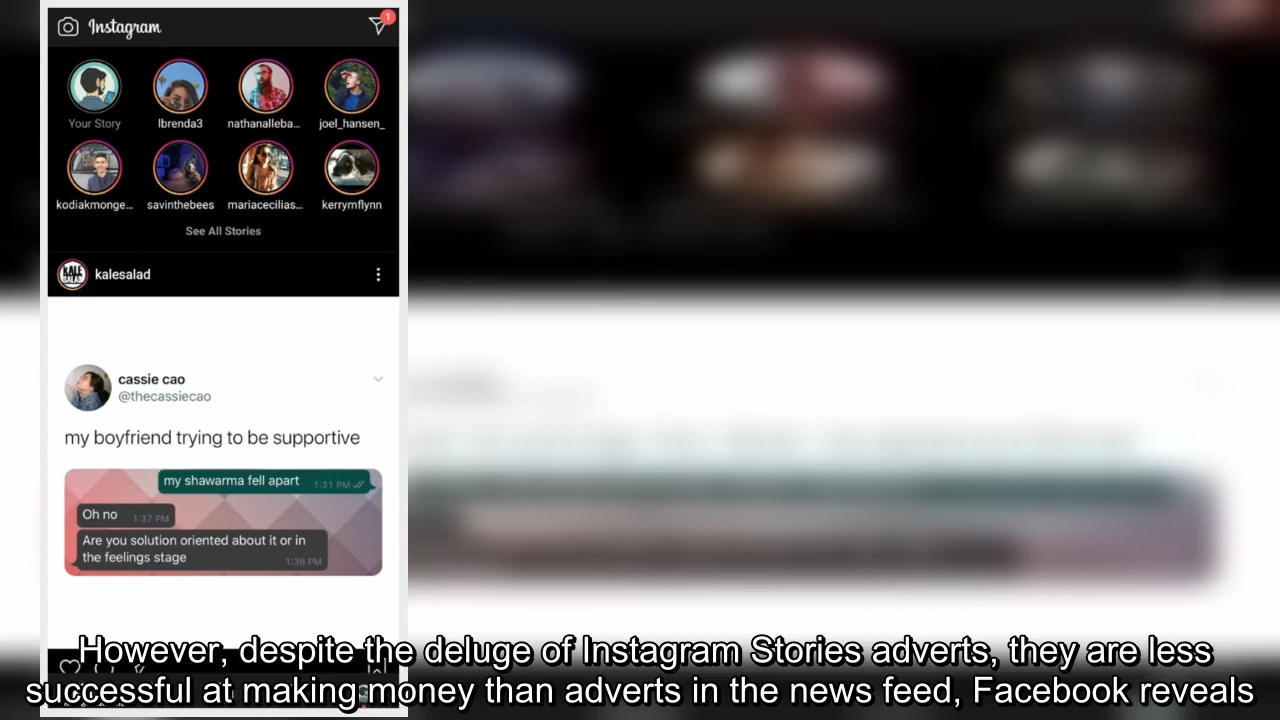 Instagram
1
Your Story
lbrenda3
nathanalleba...
joel_hansen_
kodiakmonge...
savinthebees
mariacecilias...
kerrymflynn
See All Stories
KALE SALAD
kalesalad
cassie cao
@thecassiecao
my boyfriend trying to be supportive
my shawarma fell apart 1:31 PM
Oh no 1:37 PM
Are you solution oriented about it or in
the feelings stage 1:38 PM
However, despite the deluge of Instagram Stories adverts, they are less
successful at making money than adverts in the news feed, Facebook reveals